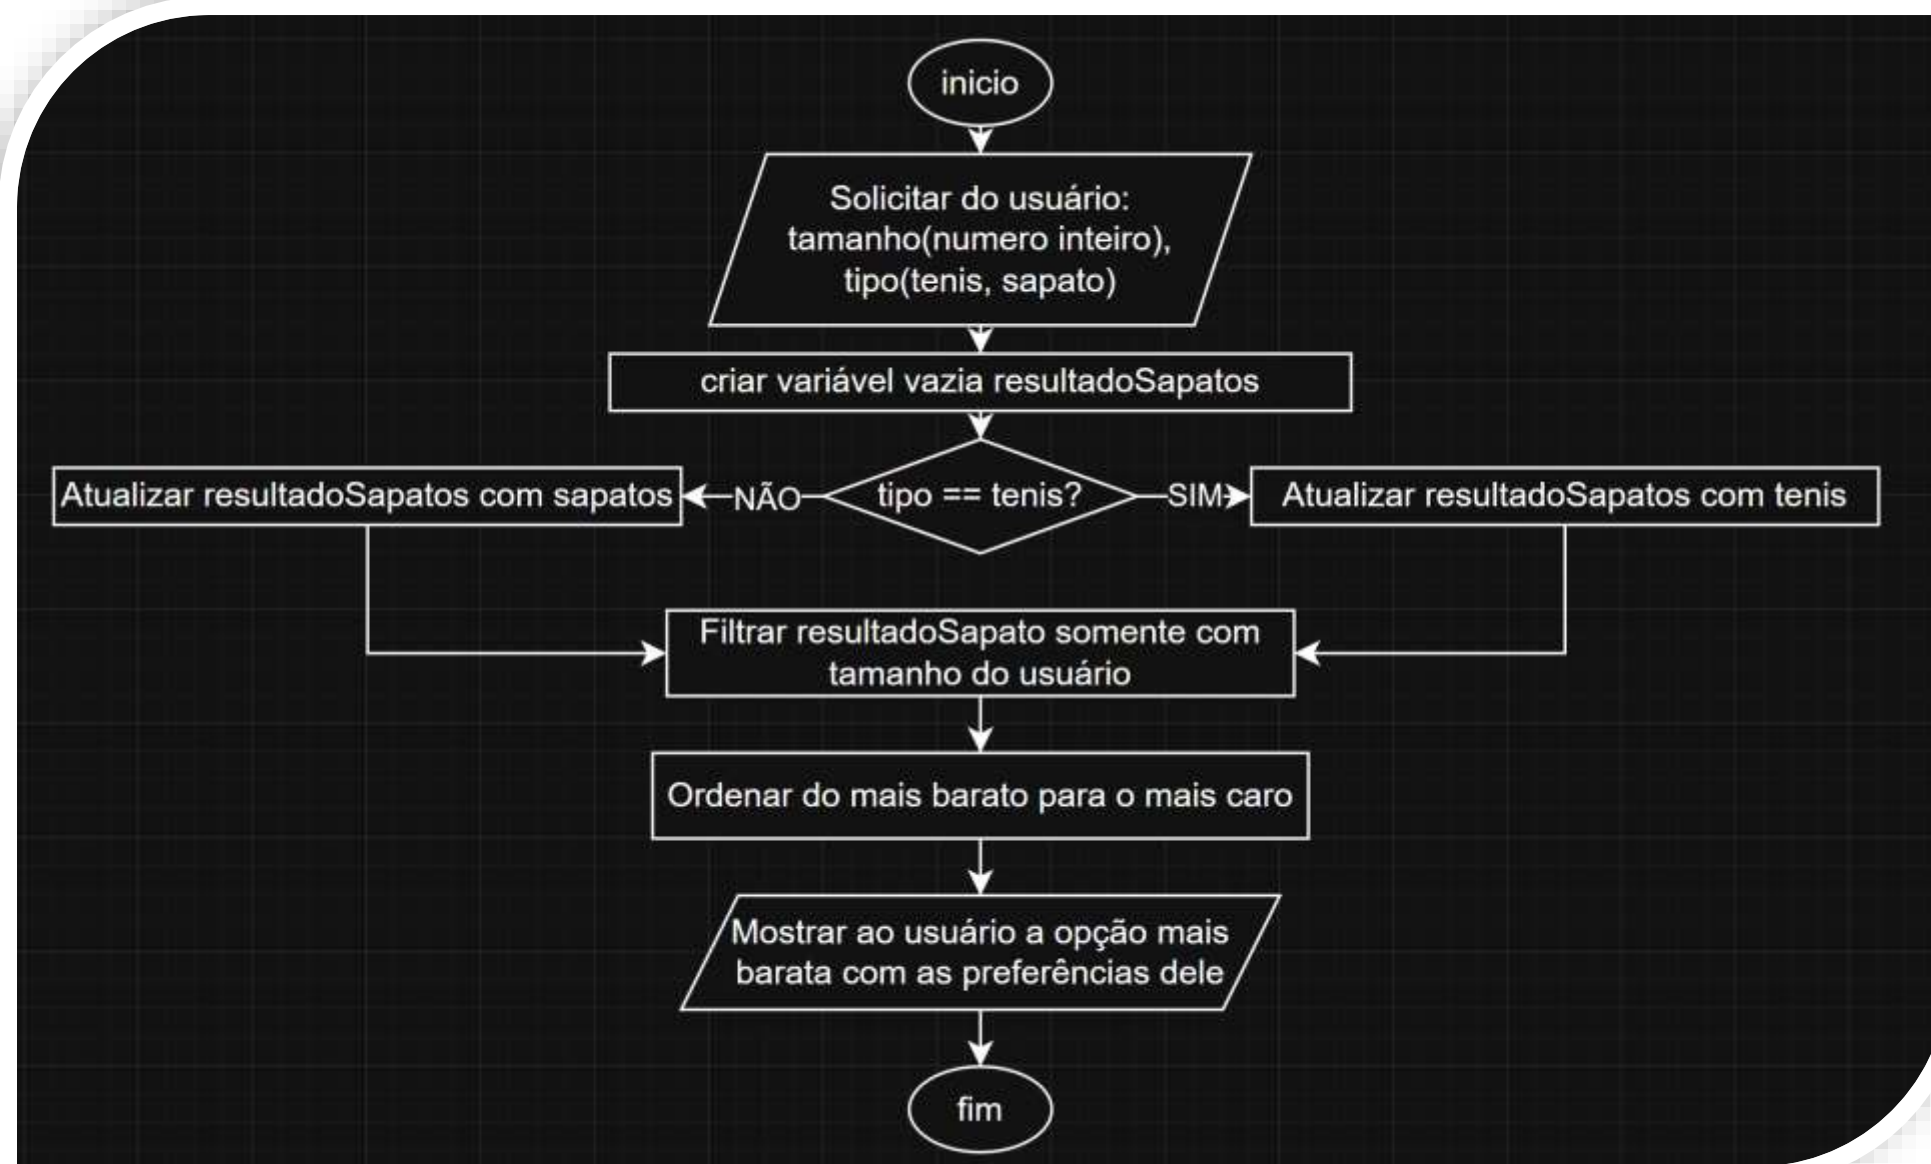 inicio
Solicitar do usuário:
tamanho(numero inteiro),
tipo(tenis, sapato)
criar variável vazia resultadoSapatos
Atualizar resultadoSapatos com sapatos
NÃO
tipo == tenis?
SIM
Atualizar resultadoSapatos com tenis
Filtrar resultadoSapato somente com
tamanho do usuário
Ordenar do mais barato para o mais caro
Mostrar ao usuário a opção mais
barata com as preferências dele
fim